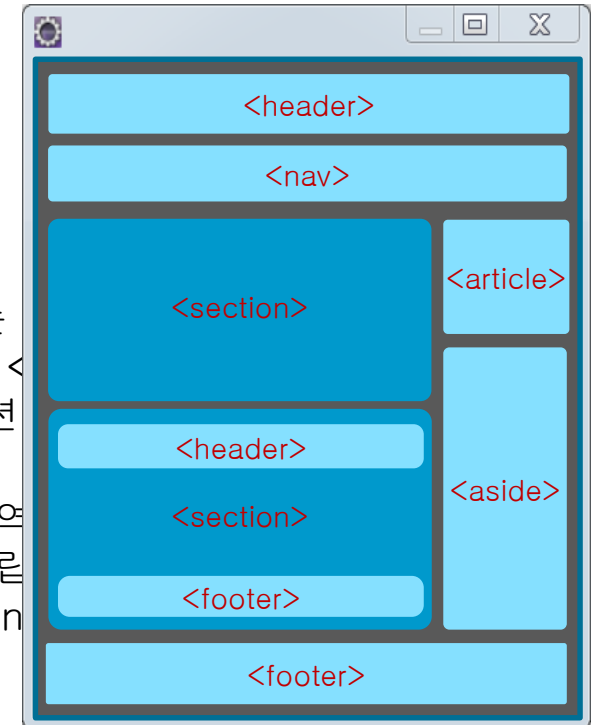 <header>
<nav>
<section>
<article>
<header>
<section>
<aside>
<footer>
<footer>